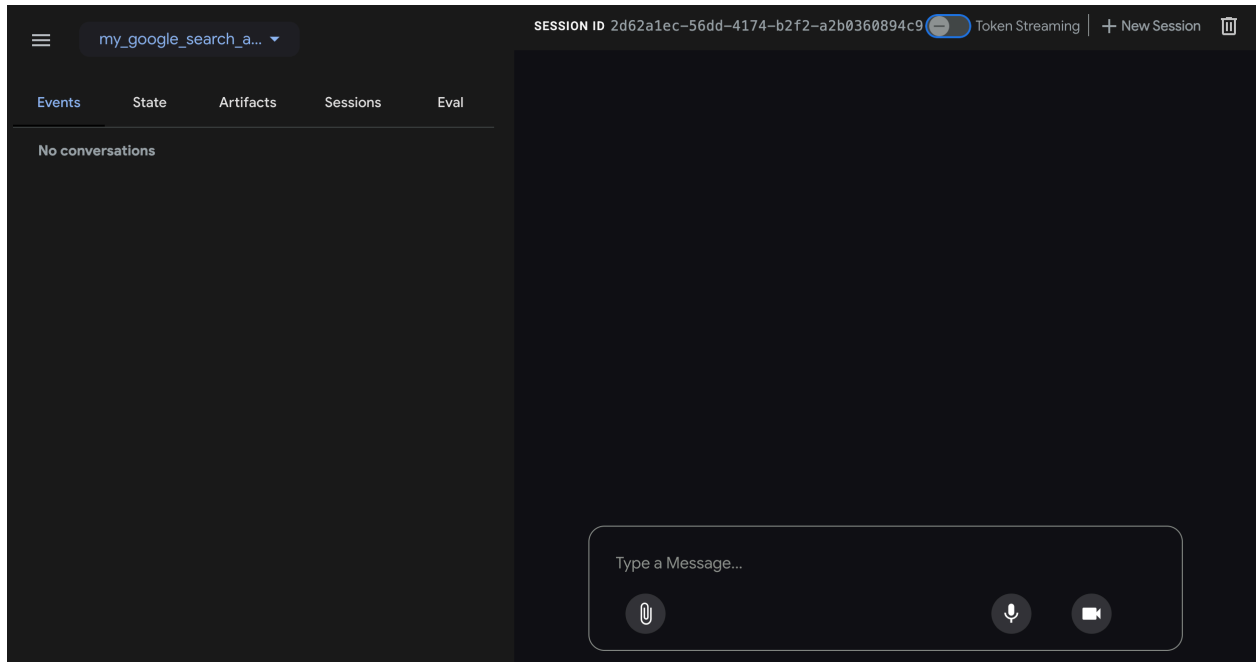 my_google_search_a...
SESSION ID 2d62a1ec-56dd-4174-b2f2-a2b0360894c9 Token Streaming New Session
Events State Artifacts Sessions Eval
No conversations
Type a Message...